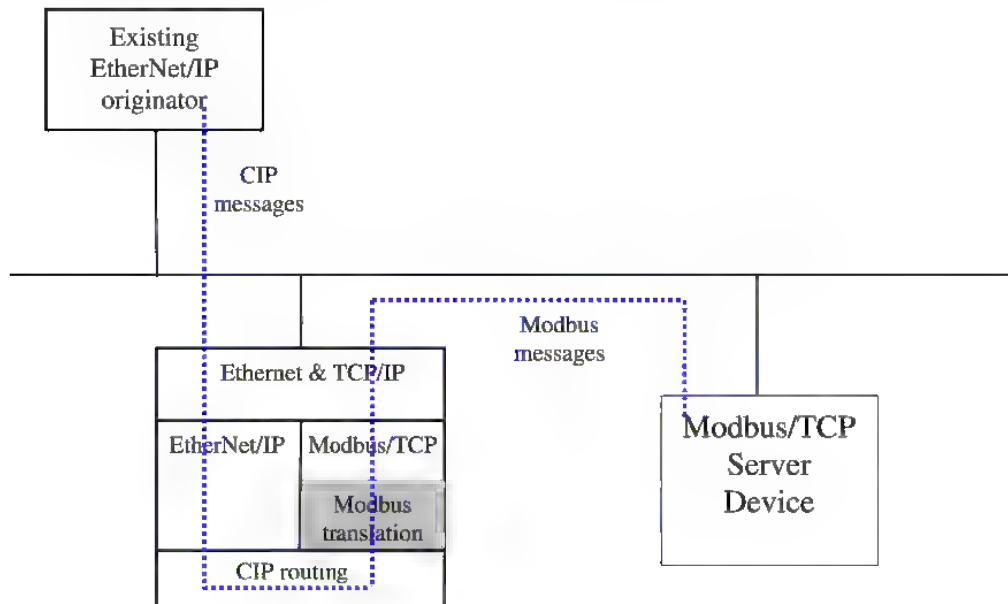 Existing
EtherNet/IP
originator
CIP
messages
Modbus
messages
Ethernet & TCP/IP
EtherNet/IP
Modbus/TCP
Modbus
translation
CIP routing
Modbus/TCP
Server
Device